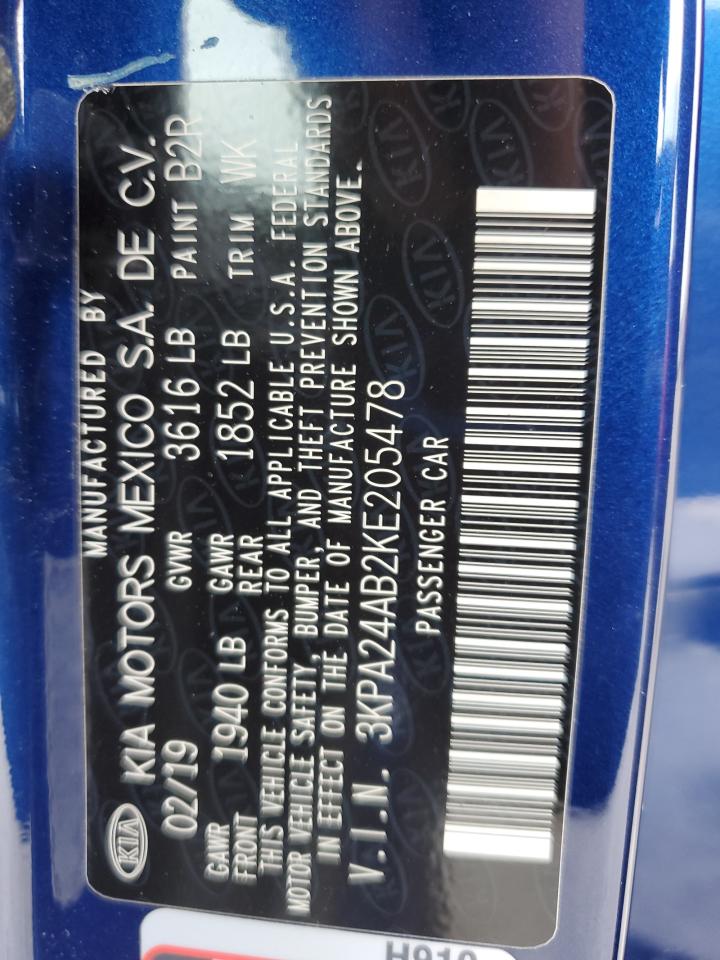 MANUFACTURED BY
KIA KIA MOTORS MEXICO S.A. DE C.V.
02/19 GVWR 3616 LB PAINT B2R
GAWR FRONT 1940 LB GAWR REAR 1852 LB TRIM WK
THIS VEHICLE CONFORMS TO ALL APPLICABLE U.S.A. FEDERAL
MOTOR VEHICLE SAFETY, BUMPER, AND THEFT PREVENTION STANDARDS
IN EFFECT ON THE DATE OF MANUFACTURE SHOWN ABOVE.
V.I.N. 3KPA24AB2KE205478
PASSENGER CAR
H910